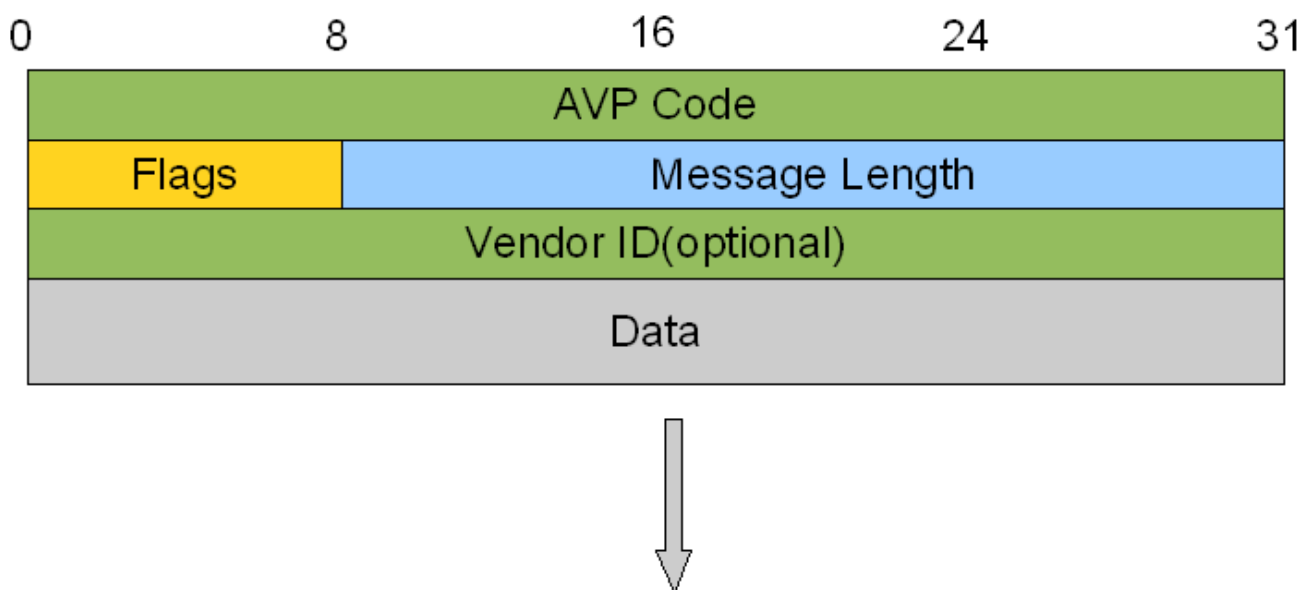 0 8 16 24 31
AVP Code
Flags Message Length
Vendor ID(optional)
Data